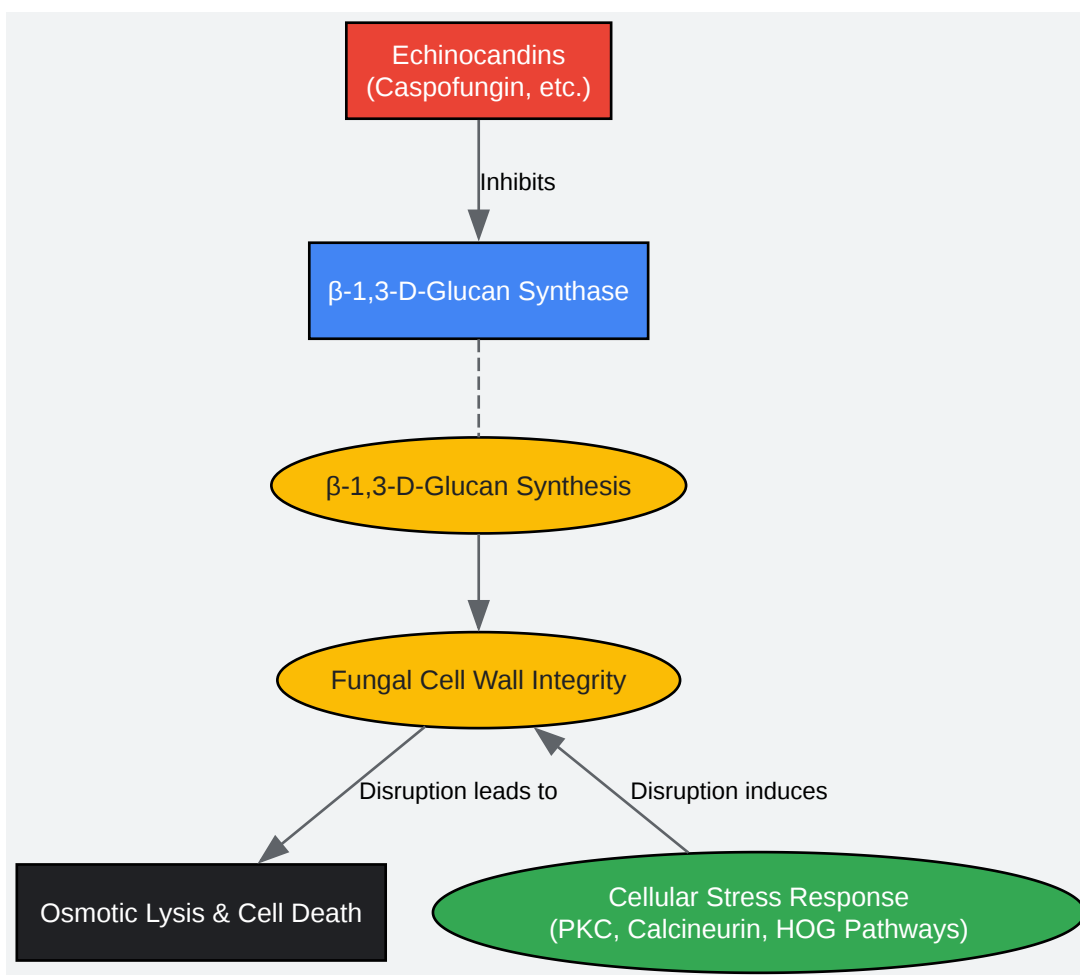 Echinocandins
(Caspofungin, etc.)
Inhibits
β-1,3-D-Glucan Synthase
β-1,3-D-Glucan Synthesis
Fungal Cell Wall Integrity
Disruption leads to
Disruption induces
Osmotic Lysis & Cell Death
Cellular Stress Response
(PKC, Calcineurin, HOG Pathways)